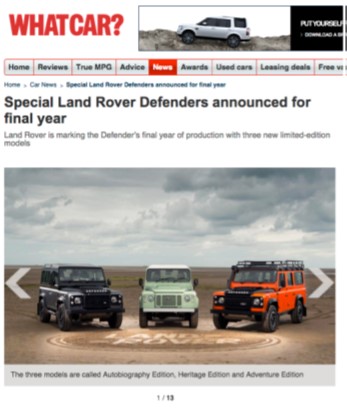 WHATCAR?
PUT YOURSELF
› DOWNLOAD A
Home Reviews True MPG Advice News Awards Used cars Leasing deals Free
Home > Car News > Special Land Rover Defenders announced for final year
Special Land Rover Defenders announced for
final year
Land Rover is marking the Defender's final year of production with three new limited-edition
models
The three models are called Autobiography Edition, Heritage Edition and Adventure Edition
1 / 13